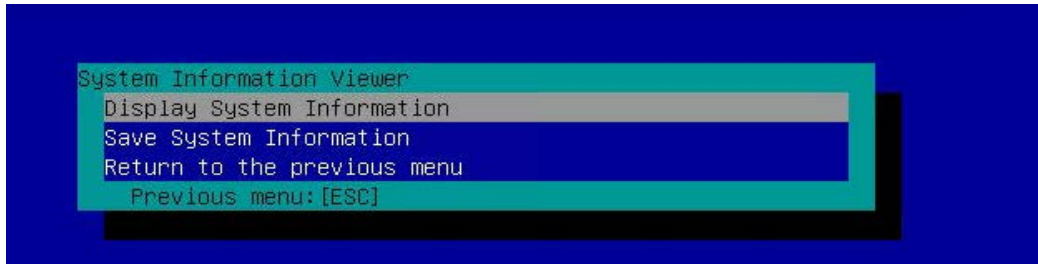 System Information Viewer
Display System Information
Save System Information
Return to the previous menu
Previous menu:[ESC]